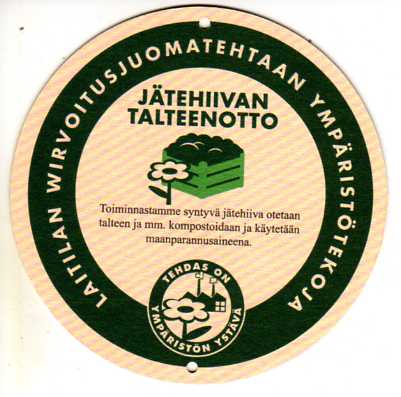 LAITILAN WIRVOITUSJUOMATEHTAAN YMPÄRISTÖTEKOJA
JÄTEHIIVAN
TALTEENOTTO
Toiminnastamme syntyvä jätehiiva otetaan
talteen ja mm. kompostoidaan ja käytetään
maanparannusaineena.
TEHDAS ON
YMPÄRISTÖN YSTÄVÄ